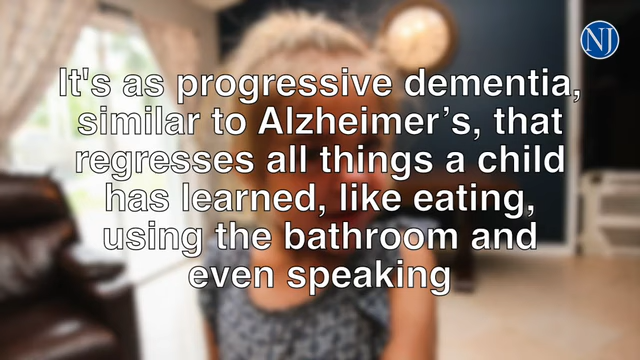 NJ
It's as progressive dementia,
similar to Alzheimer’s, that
regresses all things a child
has learned, like eating,
using the bathroom and
even speaking